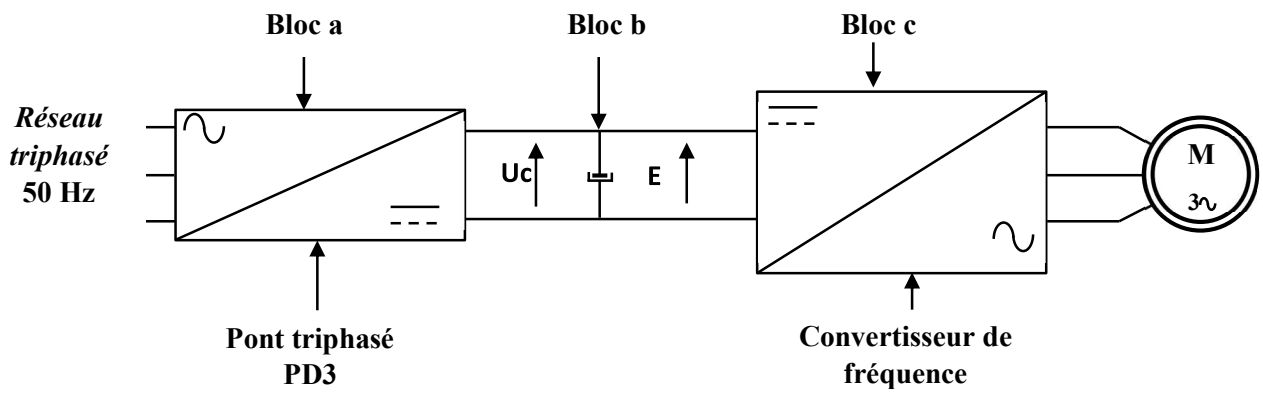 Bloc a
Bloc b
Bloc c
Réseau
triphasé
50 Hz
Uc
E
M
3~
Pont triphasé
PD3
Convertisseur de
fréquence